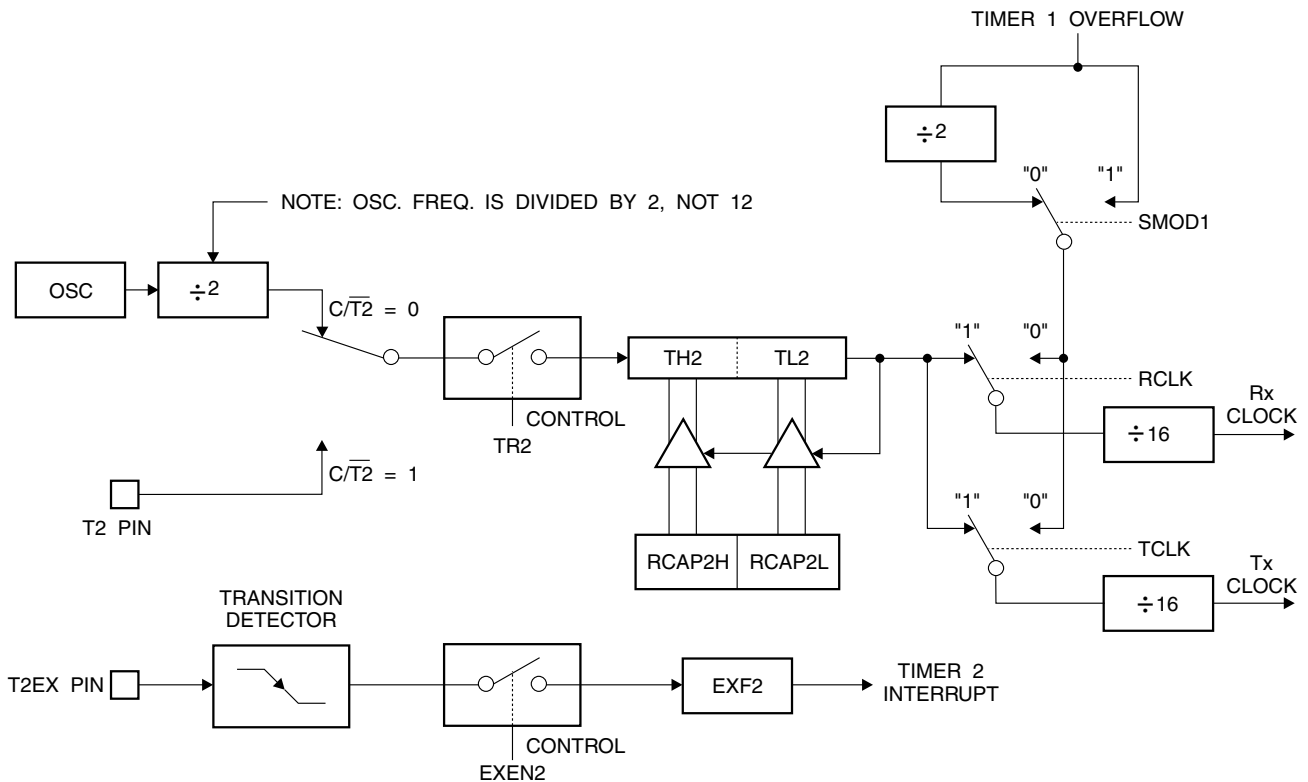 TIMER 1 OVERFLOW
÷2
"0"
"1"
NOTE: OSC. FREQ. IS DIVIDED BY 2, NOT 12
SMOD1
OSC
÷2
C/T2̅ = 0
"1"
"0"
TH2
TL2
RCLK
Rx
CLOCK
CONTROL
÷16
TR2
C/T2̅ = 1
T2 PIN
"1"
"0"
RCAP2H
RCAP2L
TCLK
Tx
CLOCK
÷16
TRANSITION
DETECTOR
T2EX PIN
EXF2
TIMER 2
INTERRUPT
CONTROL
EXEN2